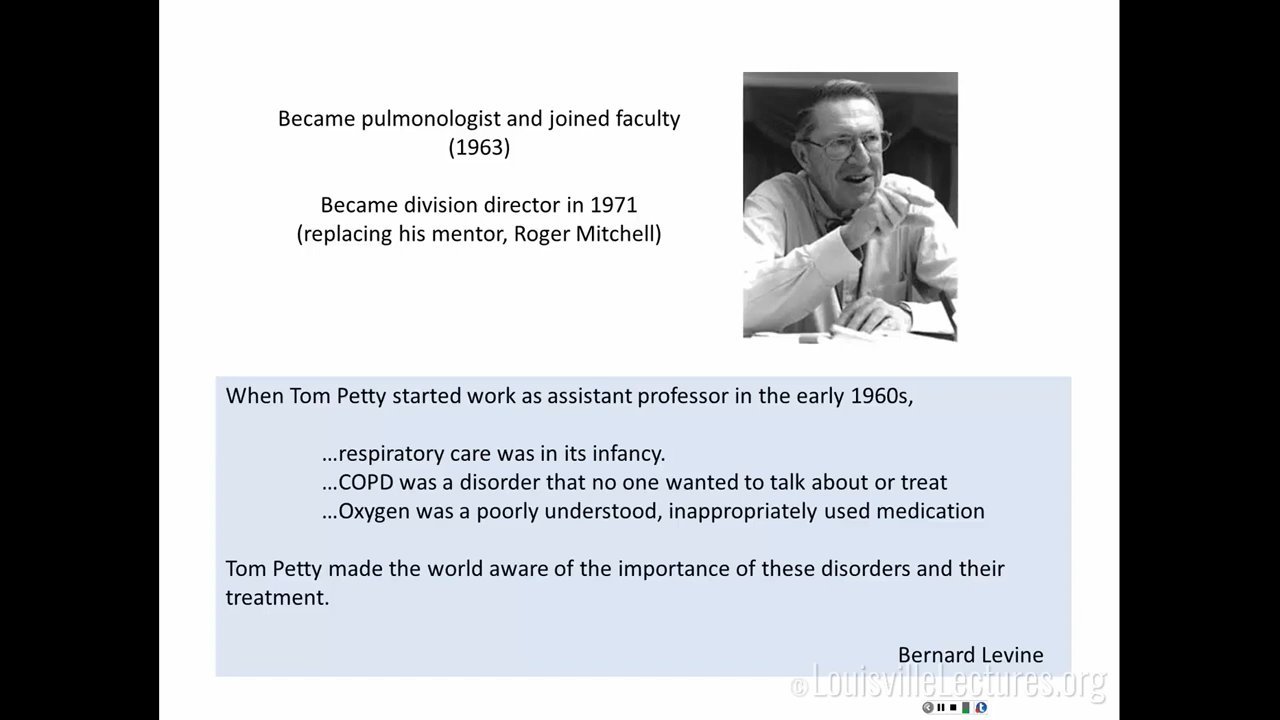 Became pulmonologist and joined faculty
(1963)
Became division director in 1971
(replacing his mentor, Roger Mitchell)
When Tom Petty started work as assistant professor in the early 1960s,
...respiratory care was in its infancy.
...COPD was a disorder that no one wanted to talk about or treat
...Oxygen was a poorly understood, inappropriately used medication
Tom Petty made the world aware of the importance of these disorders and their
treatment.
Bernard Levine
© LouisvilleLectures.org